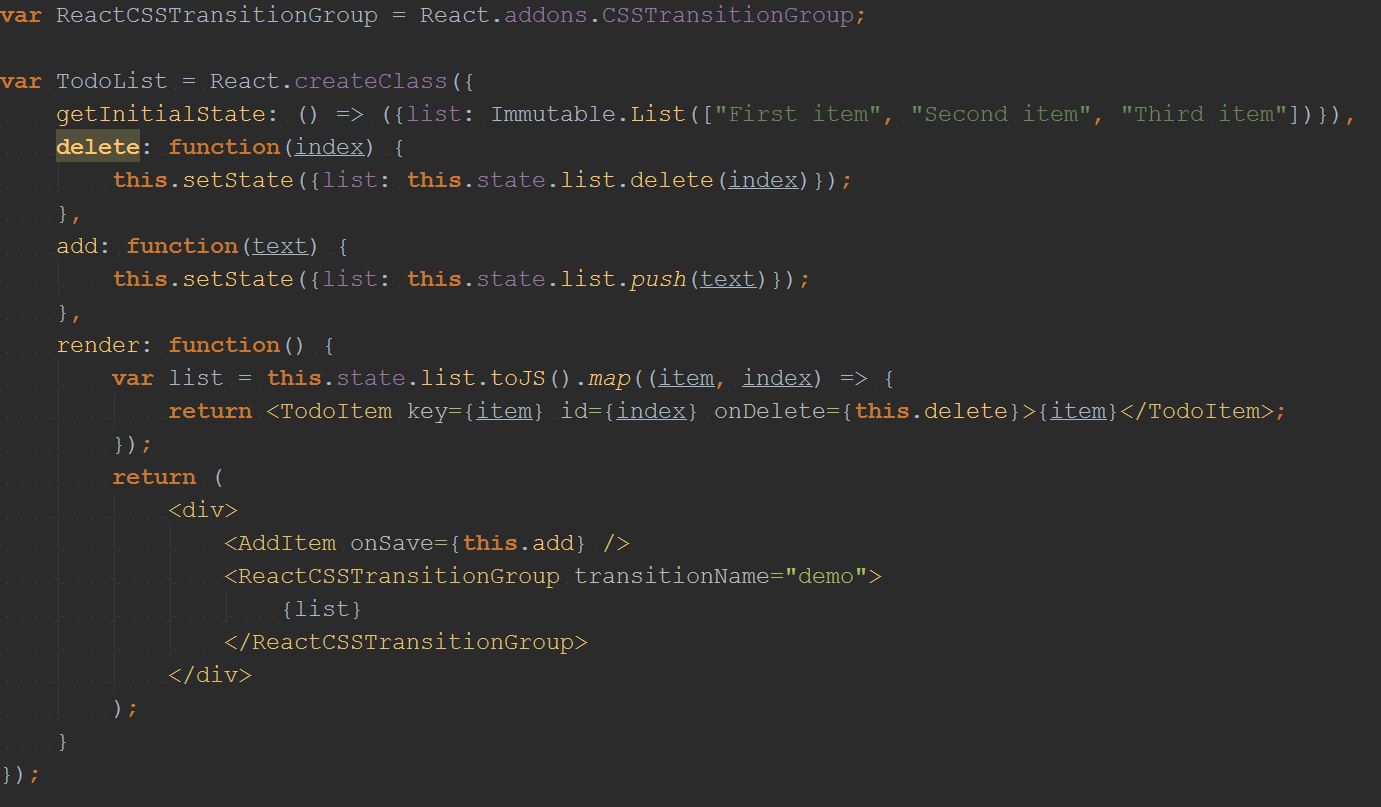 var ReactCSSTransitionGroup = React.addons.CSSTransitionGroup;

var TodoList = React.createClass({
    getInitialState: () => ({list: Immutable.List(["First item", "Second item", "Third item"])}),
    delete: function(index) {
        this.setState({list: this.state.list.delete(index)});
    },
    add: function(text) {
        this.setState({list: this.state.list.push(text)});
    },
    render: function() {
        var list = this.state.list.toJS().map((item, index) => {
            return <TodoItem key={item} id={index} onDelete={this.delete}>{item}</TodoItem>;
        });
        return (
            <div>
                <AddItem onSave={this.add} />
                <ReactCSSTransitionGroup transitionName="demo">
                    {list}
                </ReactCSSTransitionGroup>
            </div>
        );
    }
});